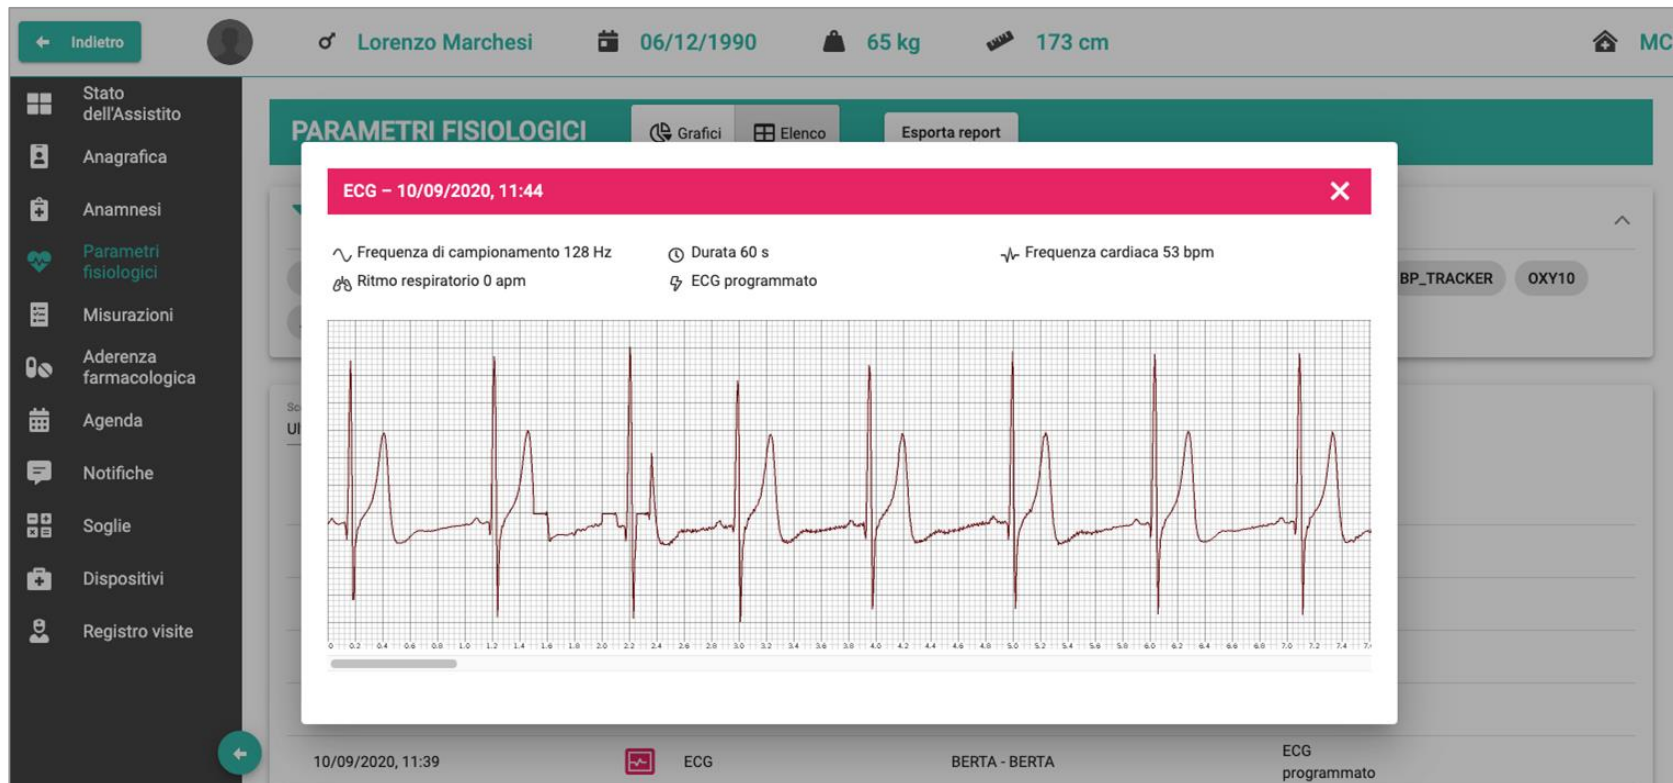 Indietro
Lorenzo Marchesi
06/12/1990
65 kg
173 cm
MC
Stato
dell'Assistito
Anagrafica
Anamnesi
Parametri
fisiologici
Misurazioni
Aderenza
farmacologica
Agenda
Notifiche
Soglie
Dispositivi
Registro visite
PARAMETRI FISIOLOGICI
Grafici
Elenco
Esporta report
BP_TRACKER
OXY10
ECG – 10/09/2020, 11:44
Frequenza di campionamento 128 Hz
Durata 60 s
Frequenza cardiaca 53 bpm
Ritmo respiratorio 0 apm
ECG programmato
0 0.2 0.4 0.6 0.8 1.0 1.2 1.4 1.6 1.8 2.0 2.2 2.4 2.6 2.8 3.0 3.2 3.4 3.6 3.8 4.0 4.2 4.4 4.6 4.8 5.0 5.2 5.4 5.6 5.8 6.0 6.2 6.4 6.6 6.8 7.0 7.2 7.4
10/09/2020, 11:39
ECG
BERTA - BERTA
ECG
programmato